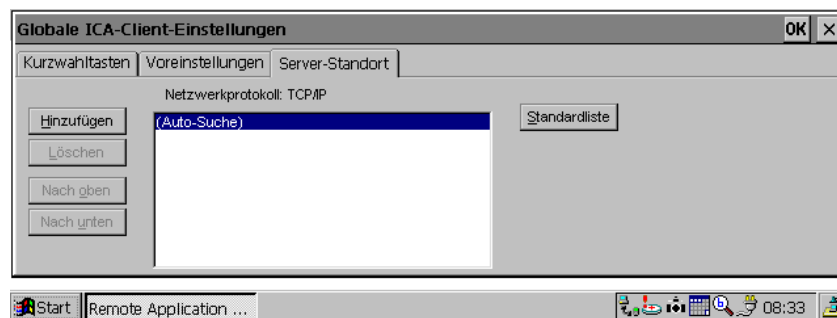 Globale ICA-Client-Einstellungen OK ×
Kurzwahltasten Voreinstellungen Server-Standort
Netzwerkprotokoll: TCP/IP
Hinzufügen (Auto-Suche) Standardliste
Löschen
Nach oben
Nach unten
Start Remote Application ... 08:33